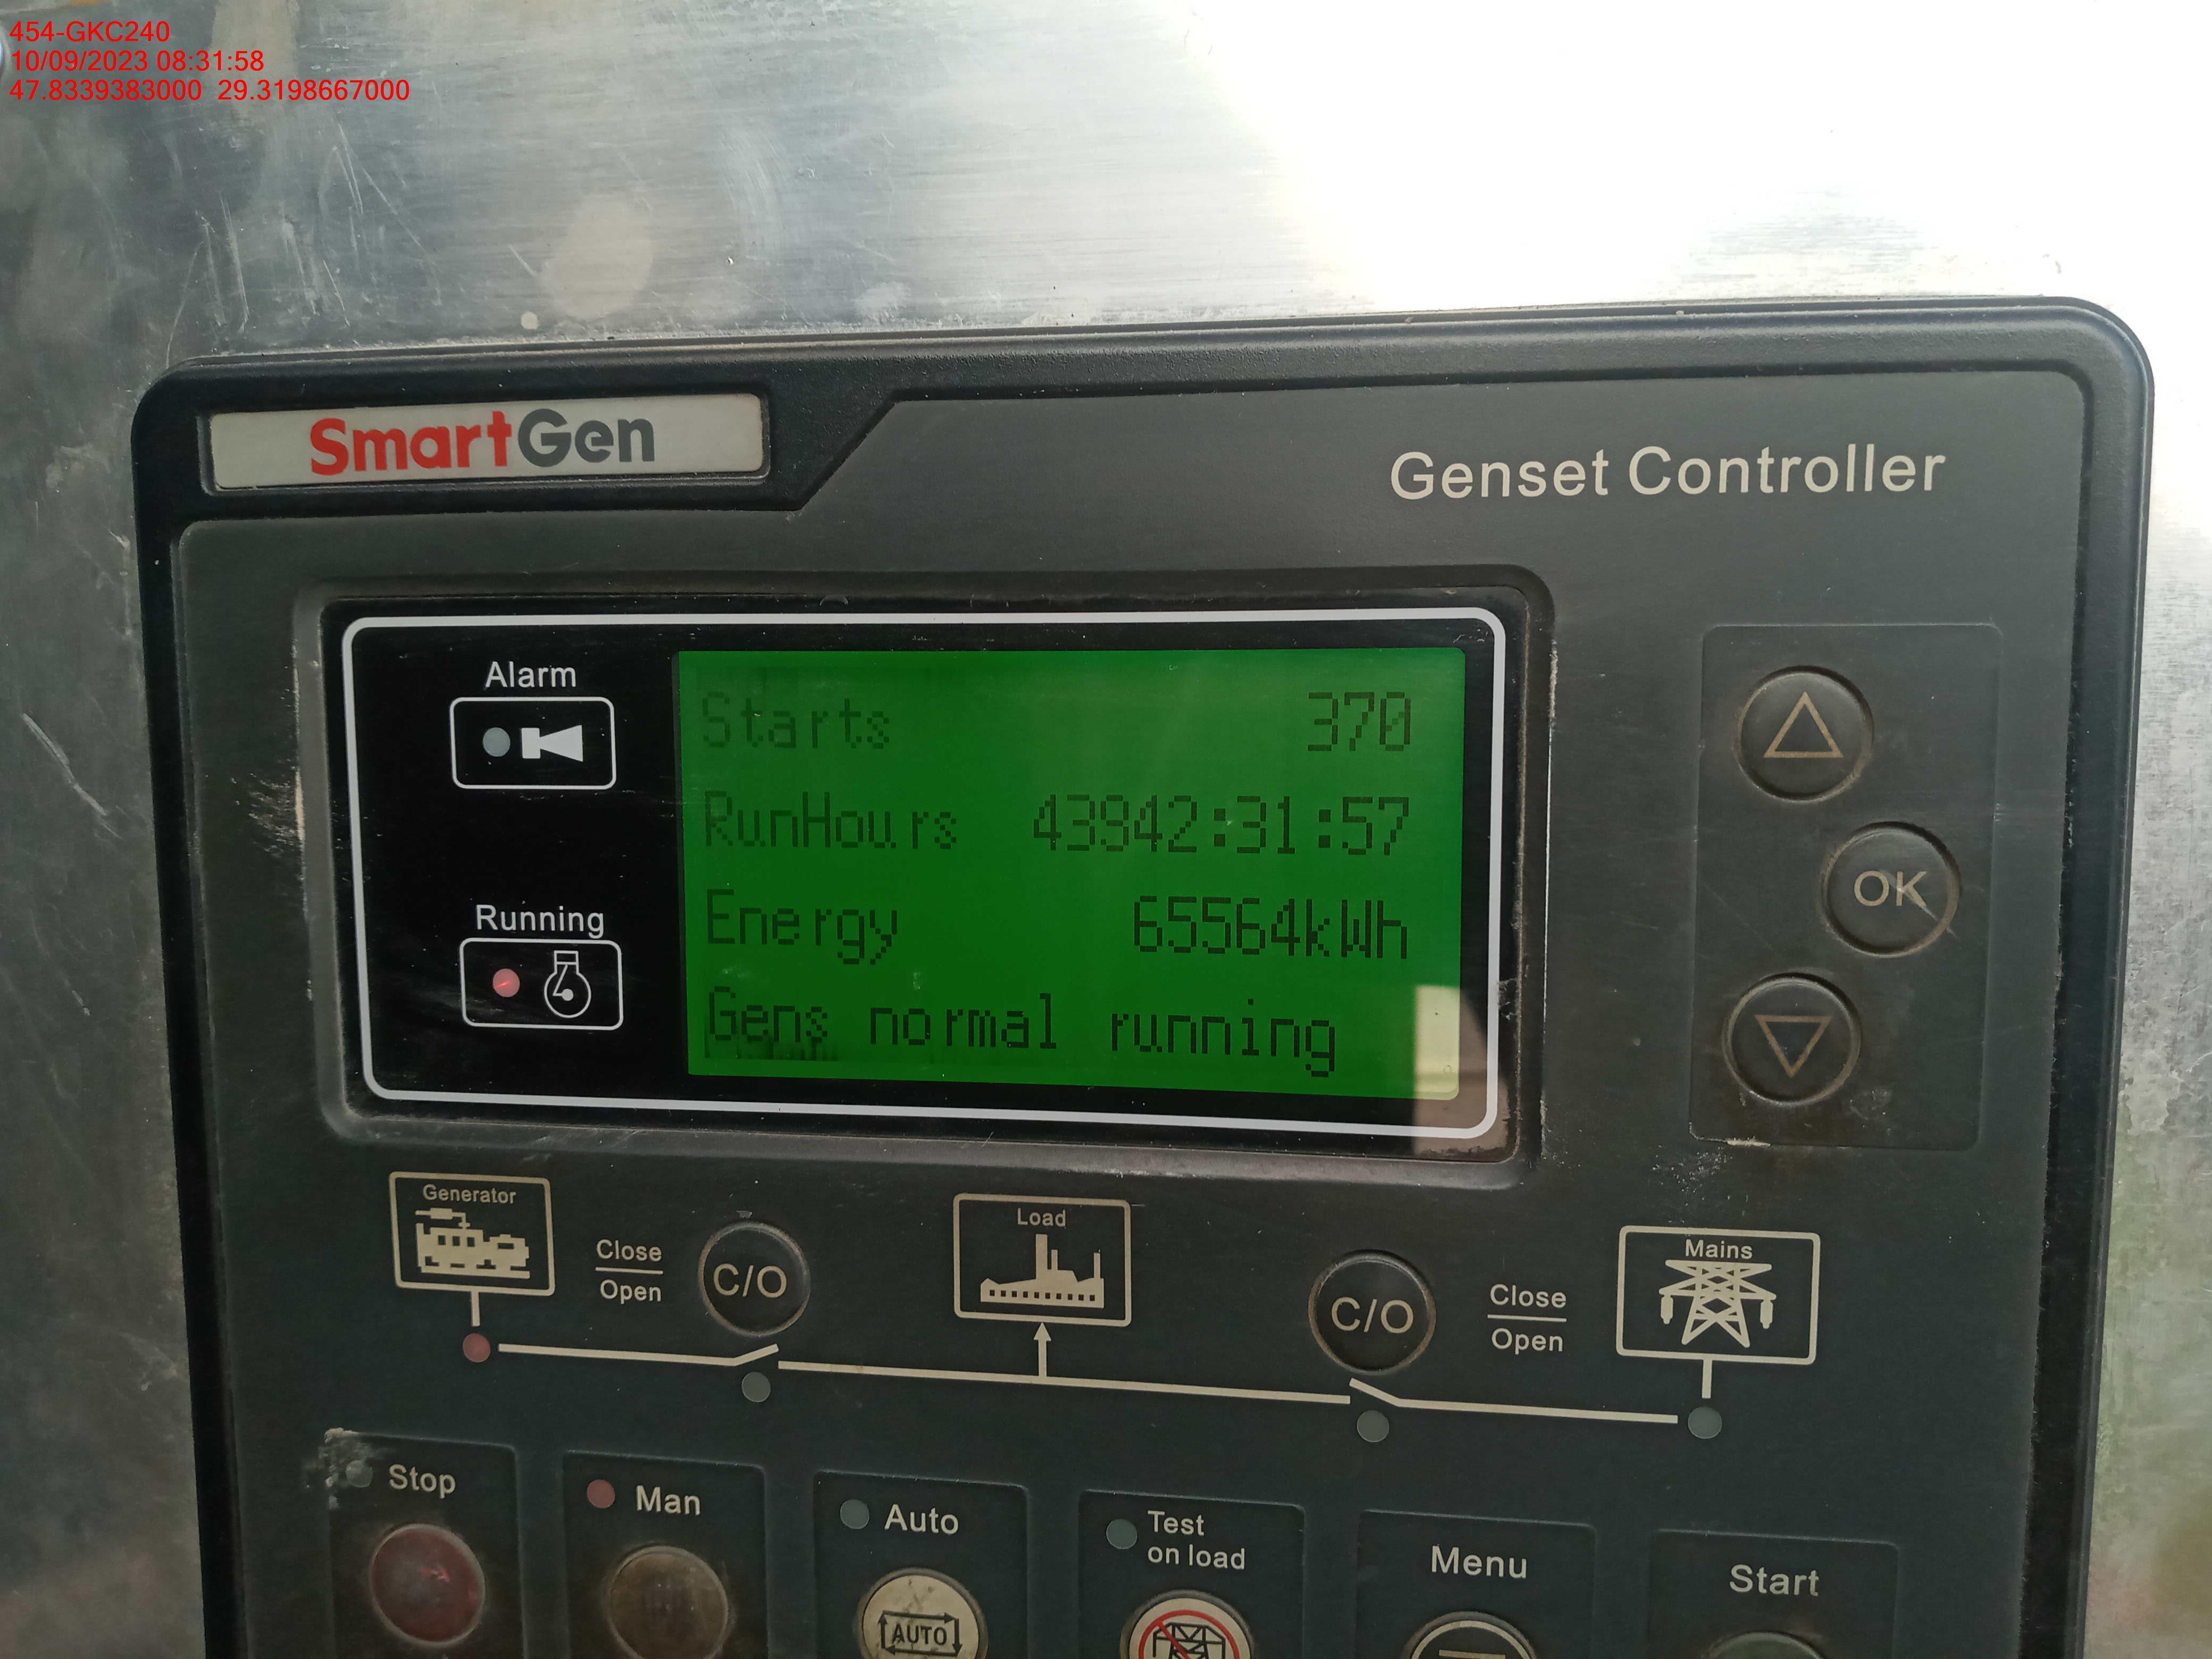 454-GKC240
10/09/2023 08:31:58
47.8339383000 29.3198667000
SmartGen
Genset Controller
Alarm
Starts 370
RunHours 43942:31:57
Energy 65564kWh
Gens normal running
Running
OK
Generator
Close
Open
C/O
Load
C/O
Close
Open
Mains
Stop
Man
Auto
Test
on load
Menu
Start
AUTO